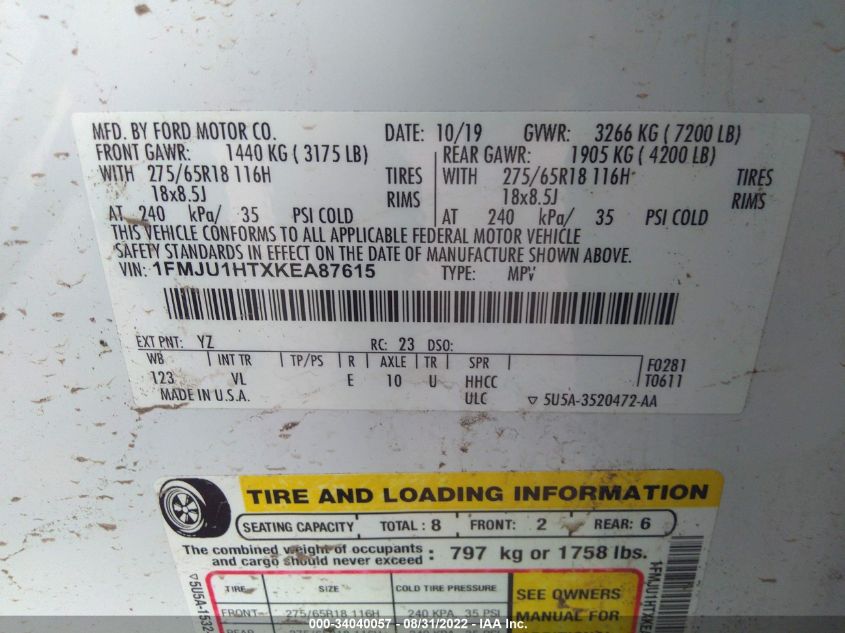 MFD. BY FORD MOTOR CO. DATE: 10/19 GVWR: 3266 KG ( 7200 LB)
FRONT GAWR: 1440 KG ( 3175 LB) REAR GAWR: 1905 KG ( 4200 LB)
WITH 275/65R18 116H TIRES WITH 275/65R18 116H TIRES
18x8.5J RIMS 18x8.5J RIMS
AT 240 kPa/ 35 PSI COLD AT 240 kPa/ 35 PSI COLD
THIS VEHICLE CONFORMS TO ALL APPLICABLE FEDERAL MOTOR VEHICLE
SAFETY STANDARDS IN EFFECT ON THE DATE OF MANUFACTURE SHOWN ABOVE.
VIN: 1FMJU1HTXKEA87615 TYPE: MPV
EXT PNT: YZ RC: 23 DSO:
WB INT TR TP/PS R AXLE TR SPR F0281
123 VL E 10 U HHCC T0611
MADE IN U.S.A. ULC ▽ 5U5A-3520472-AA
TIRE AND LOADING INFORMATION
SEATING CAPACITY TOTAL : 8 FRONT: 2 REAR: 6
The combined weight of occupants
and cargo should never exceed : 797 kg or 1758 lbs.
TIRE SIZE COLD TIRE PRESSURE SEE OWNERS
FRONT 275/65R18 116H 240 KPA, 35 PSI MANUAL FOR
REAR 275/65R18 116H
▽5U5A-1532
1FMJU1HTXKE
000-34040057 - 08/31/2022 - IAA Inc.